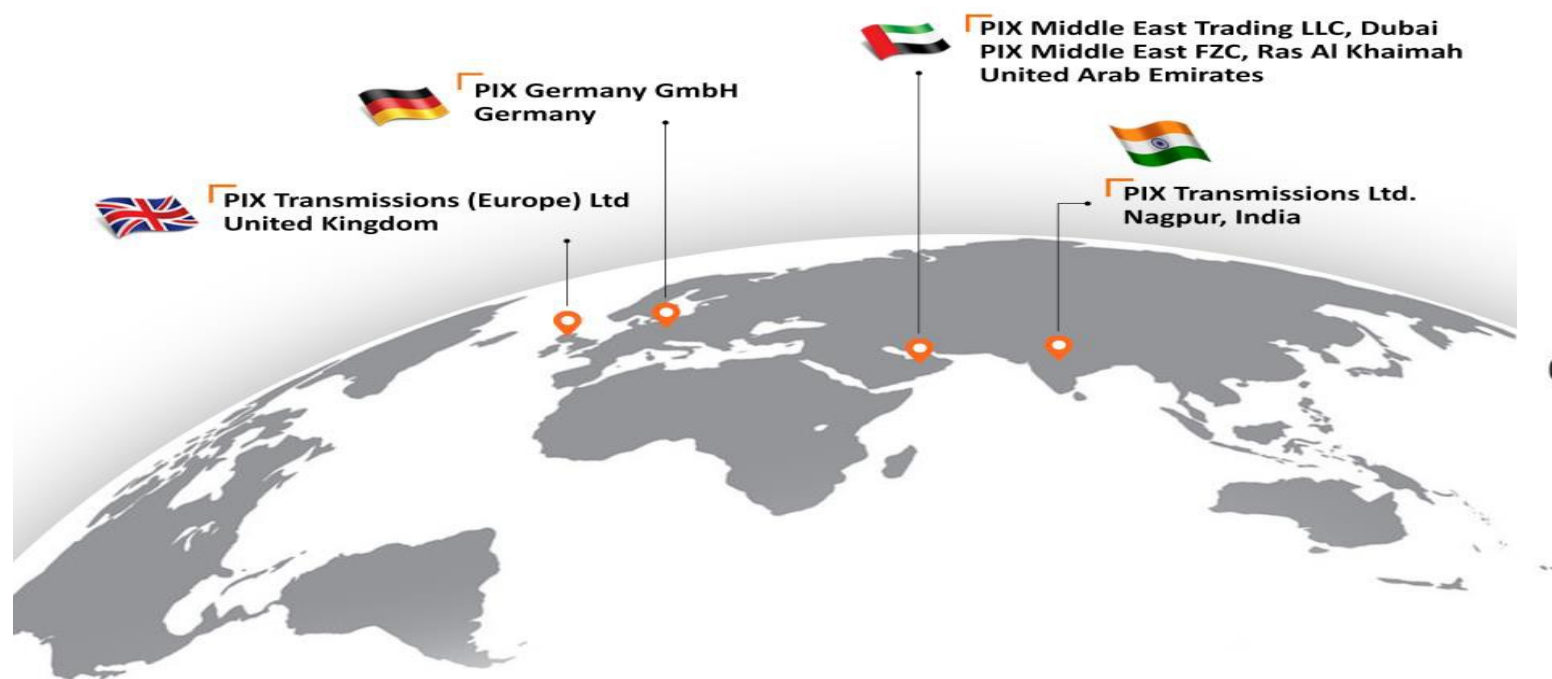 PIX Middle East Trading LLC, Dubai
PIX Middle East FZC, Ras Al Khaimah
United Arab Emirates
PIX Germany GmbH
Germany
PIX Transmissions (Europe) Ltd
United Kingdom
PIX Transmissions Ltd.
Nagpur, India